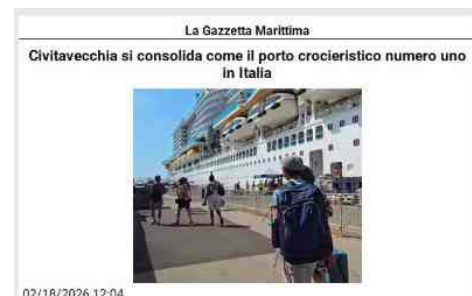 La Gazzetta Marittima
Civitavecchia si consolida come il porto crocieristico numero uno
in Italia
02/18/2026 12:04